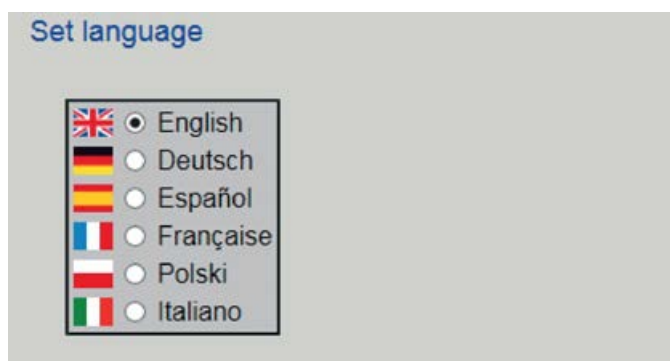 Set language
English
Deutsch
Español
Française
Polski
Italiano